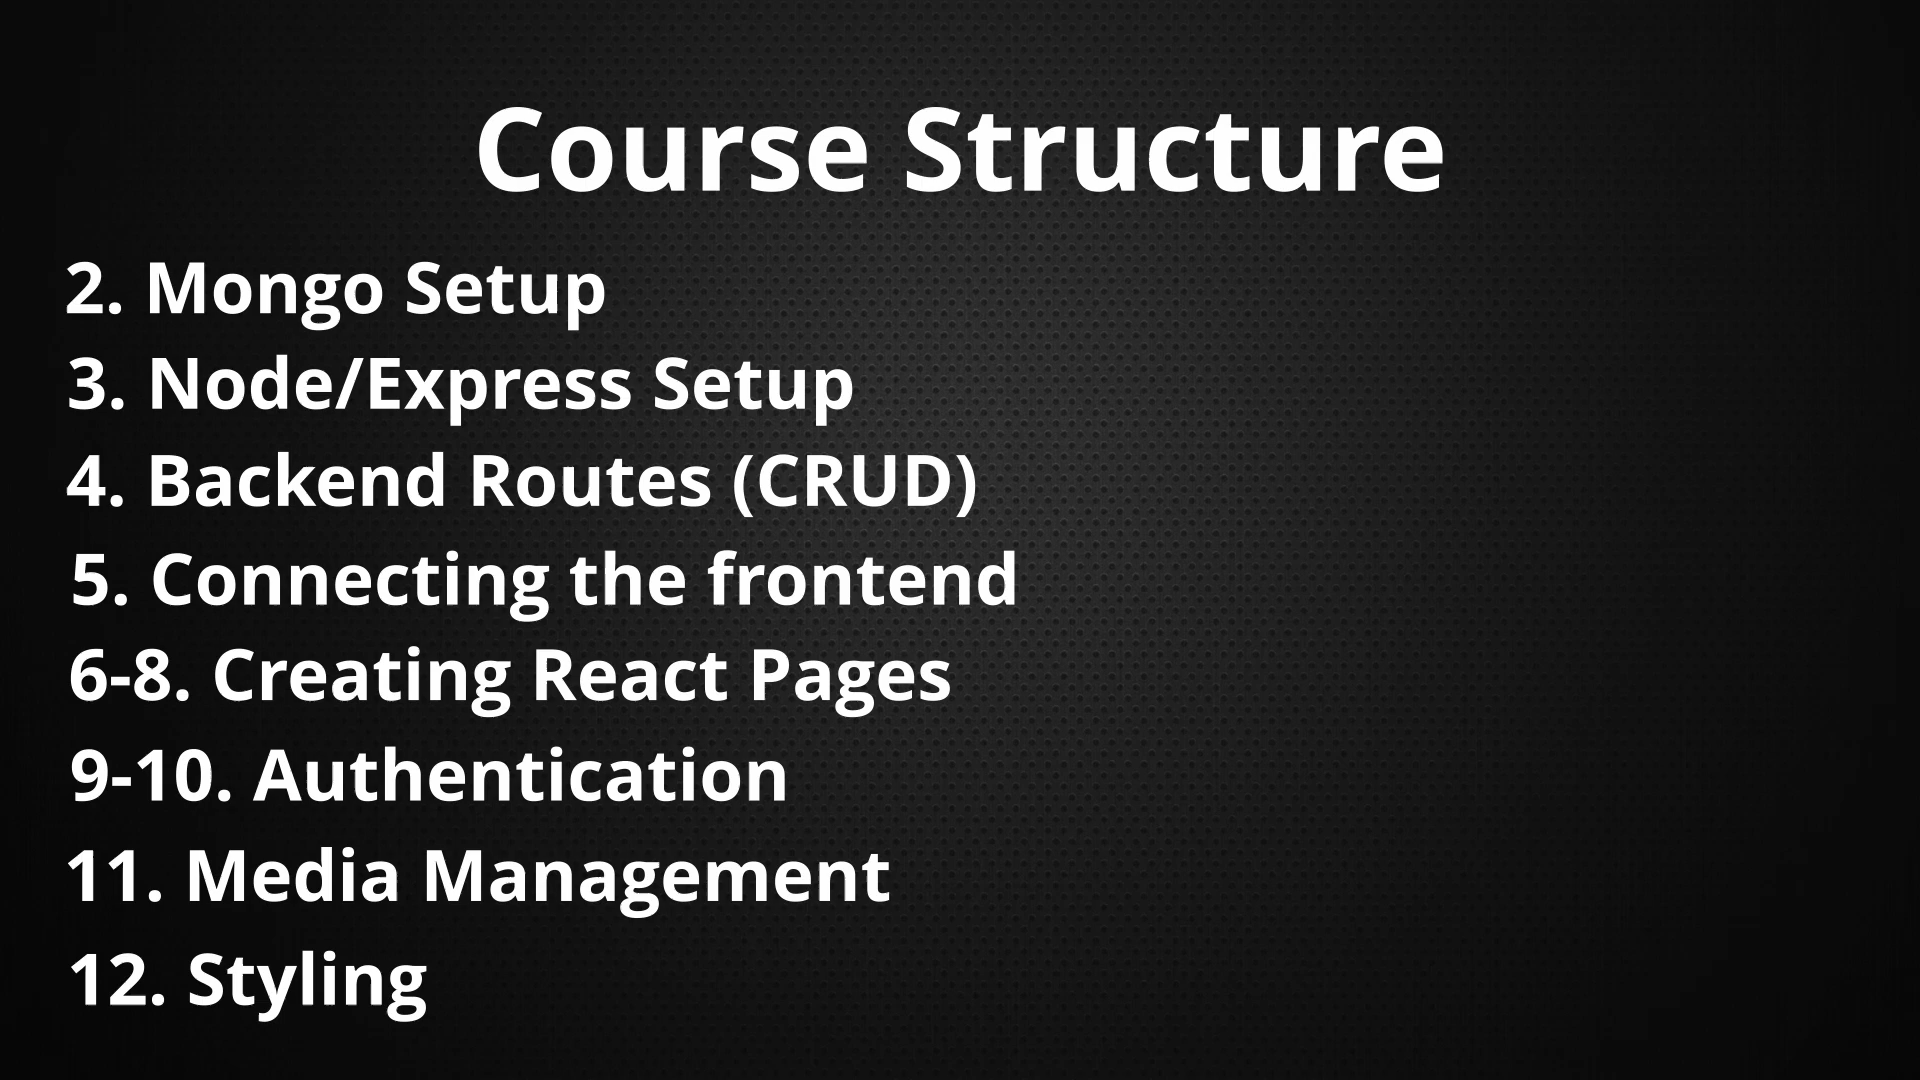 Course Structure
2. Mongo Setup
3. Node/Express Setup
4. Backend Routes (CRUD)
5. Connecting the frontend
6-8. Creating React Pages
9-10. Authentication
11. Media Management
12. Styling